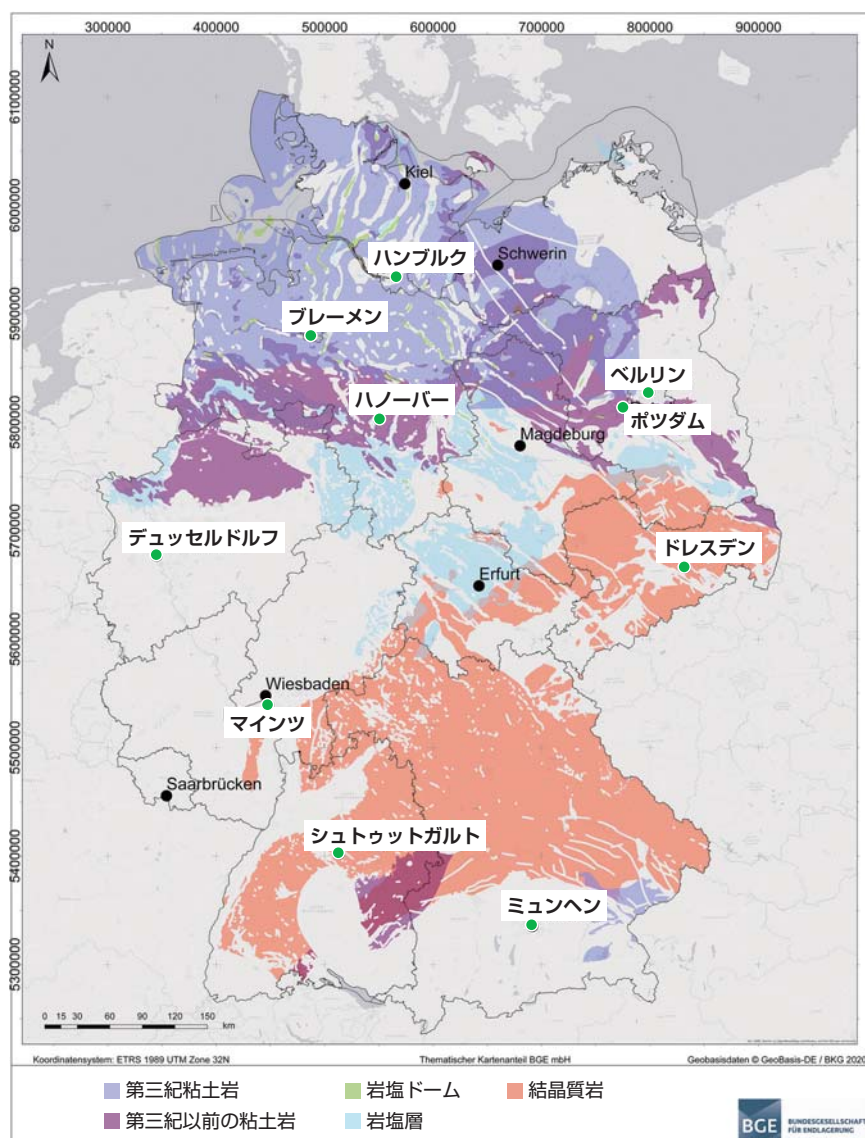 300000 400000 500000 600000 700000 800000 900000
N
6100000
6000000
5900000
5800000
5700000
5600000
5500000
5400000
5300000
Kiel
ハンブルク
Schwerin
ブレーメン
ベルリン
ハノーバー
ポツダム
Magdeburg
デュッセルドルフ
ドレスデン
Erfurt
Wiesbaden
マインツ
Saarbrücken
シュトゥットガルト
ミュンヘン
0 15 30 60 90 120 150
km
Koordinatensystem: ETRS 1989 UTM Zone 32N Thematischer Kartenanteil BGE mbH Geobasisdaten © GeoBasis-DE / BKG 2020
第三紀粘土岩 岩塩ドーム 結晶質岩
第三紀以前の粘土岩 岩塩層
BGE BUNDESGESELLSCHAFT
FÜR ENDLAGERUNG